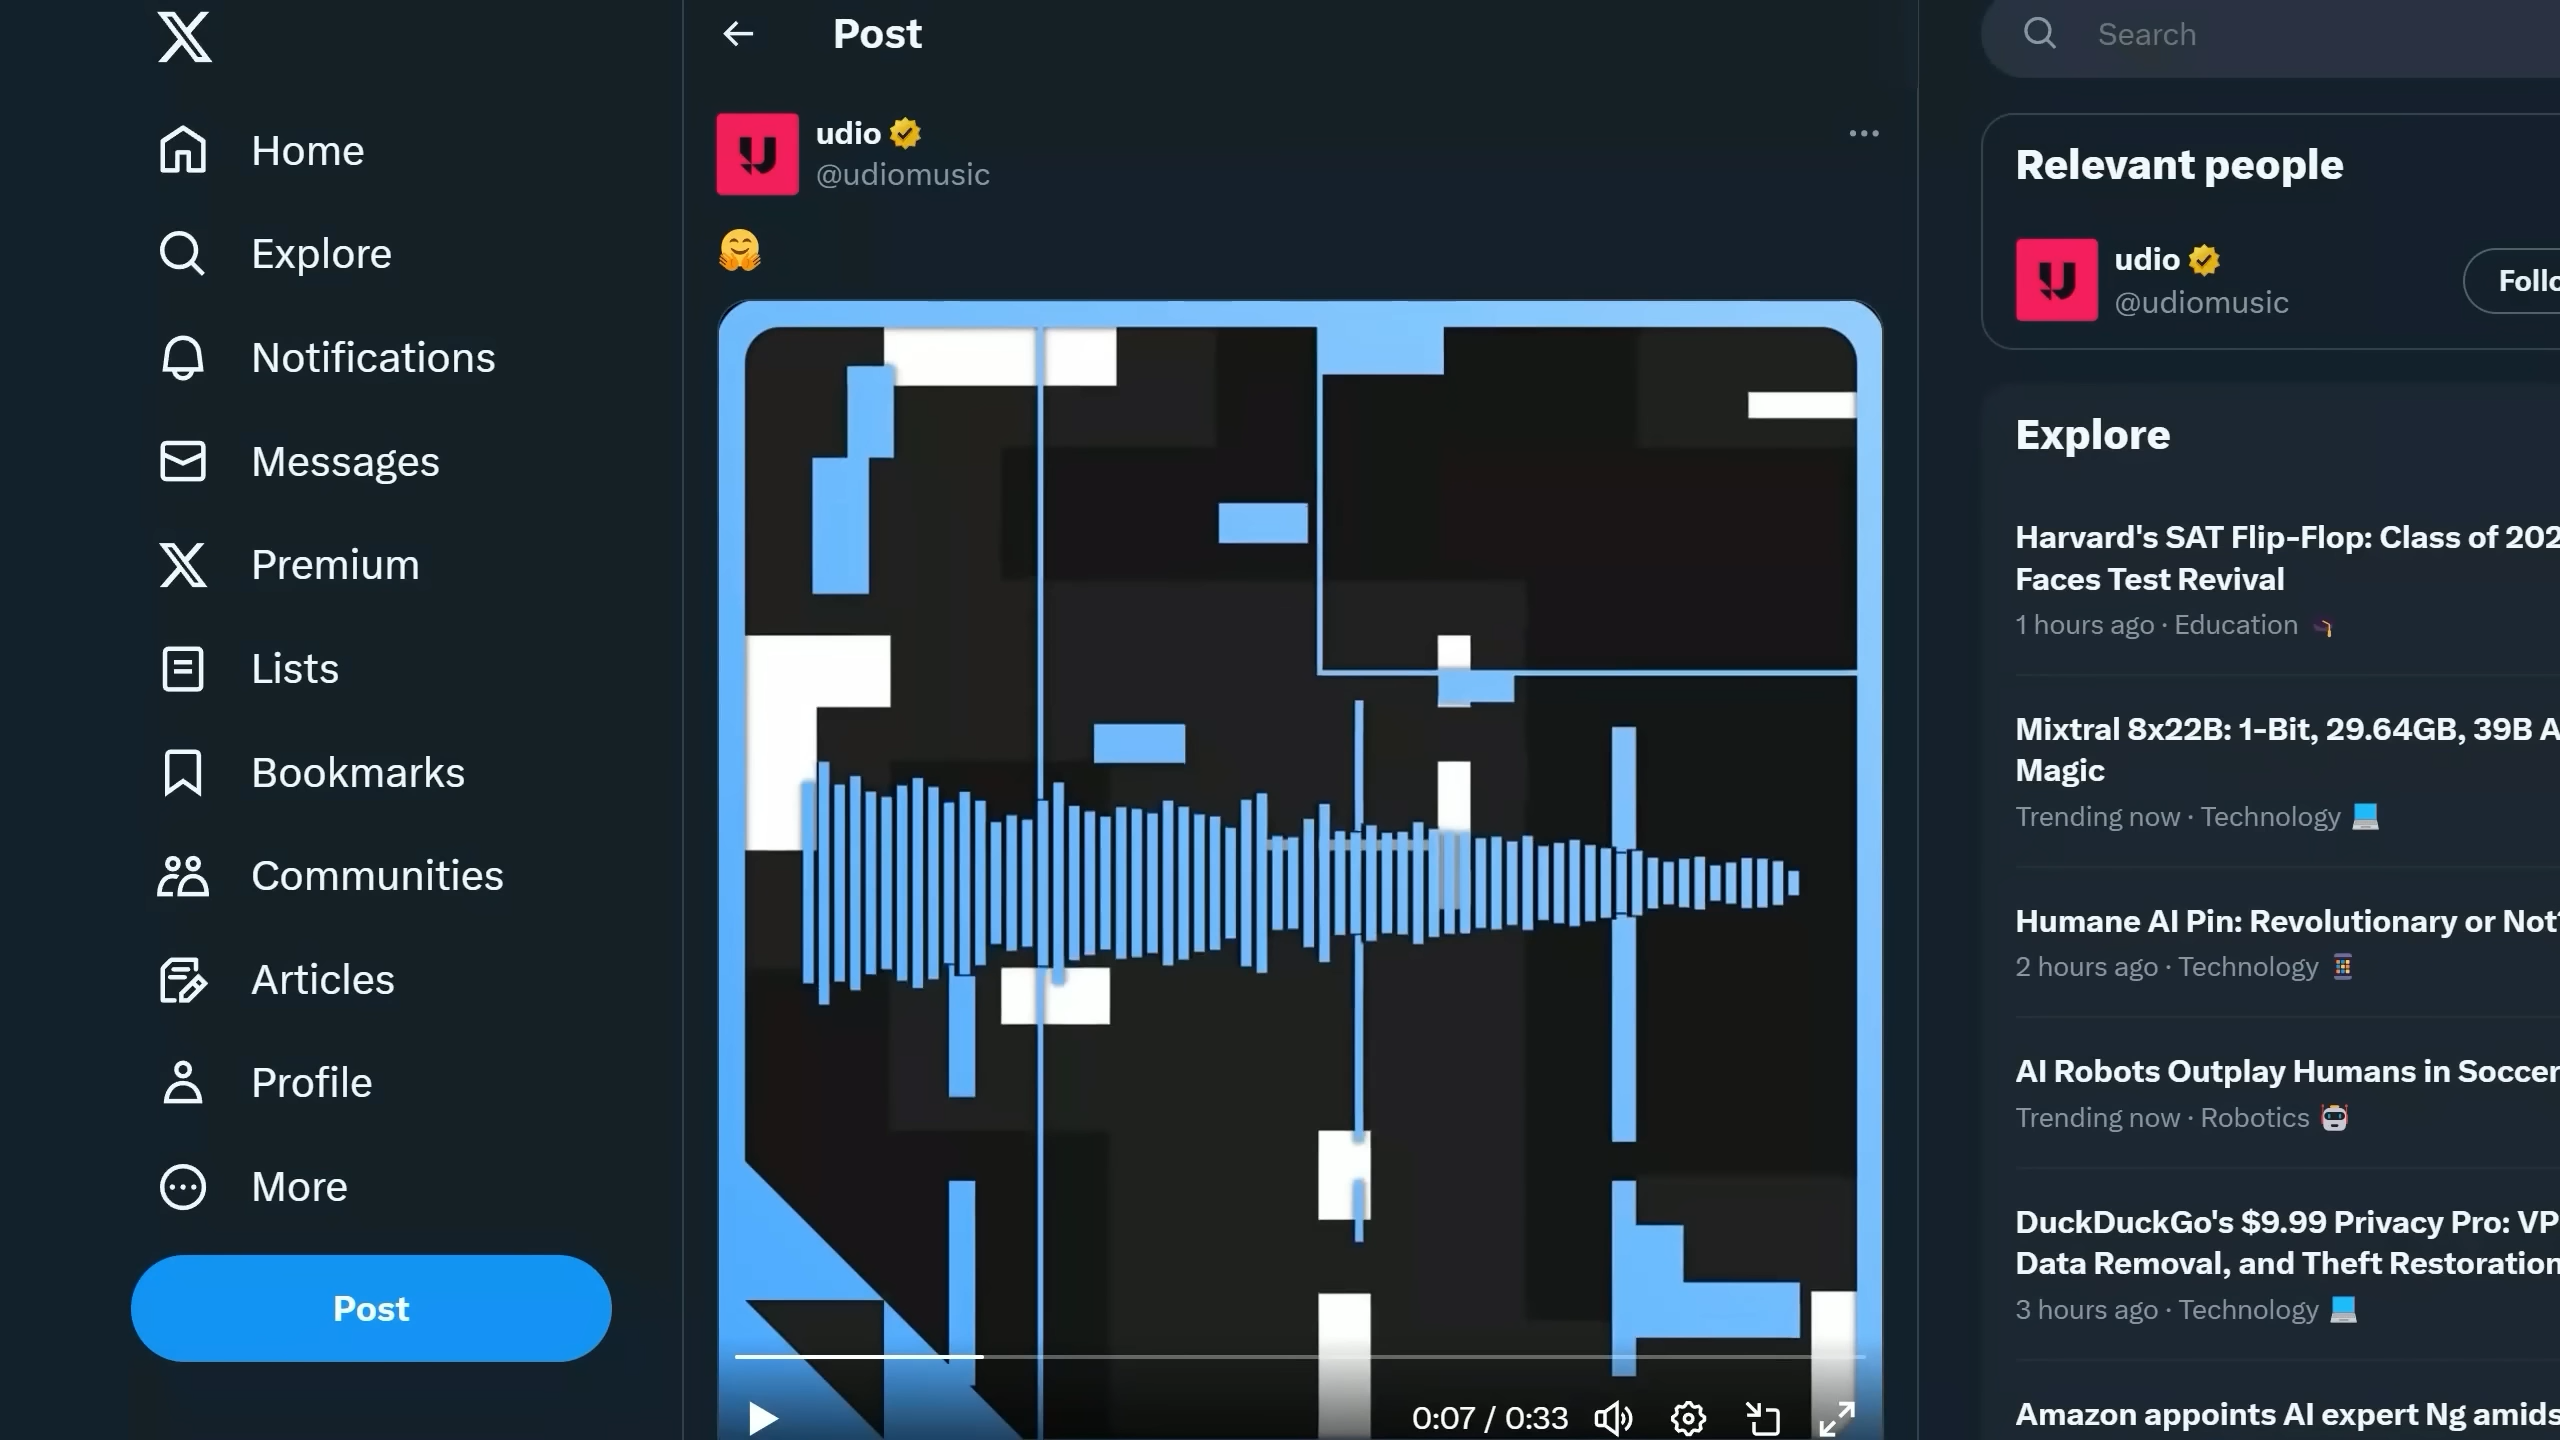 Home
Explore
Notifications
Messages
Premium
Lists
Bookmarks
Communities
Articles
Profile
More
Post
Post
udio
@udiomusic
0:07 / 0:33
Search
Relevant people
udio
@udiomusic
Explore
Harvard's SAT Flip-Flop: Class of
Faces Test Revival
1 hours ago · Education
Mixtral 8x22B: 1-Bit, 29.64GB, 39B
Magic
Trending now · Technology
Humane AI Pin: Revolutionary or Not?
2 hours ago · Technology
AI Robots Outplay Humans in Soccer
Trending now · Robotics
DuckDuckGo's $9.99 Privacy Pro:
Data Removal, and Theft Restoration
3 hours ago · Technology
Amazon appoints AI expert Ng